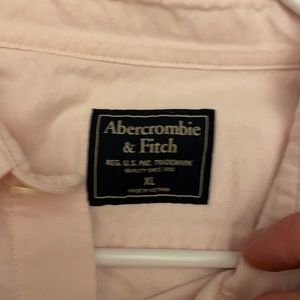 Abercrombie
& Fitch
REG. U.S. PAT. TRADEMARK
QUALITY SINCE 1892
XL
MADE IN VIETNAM